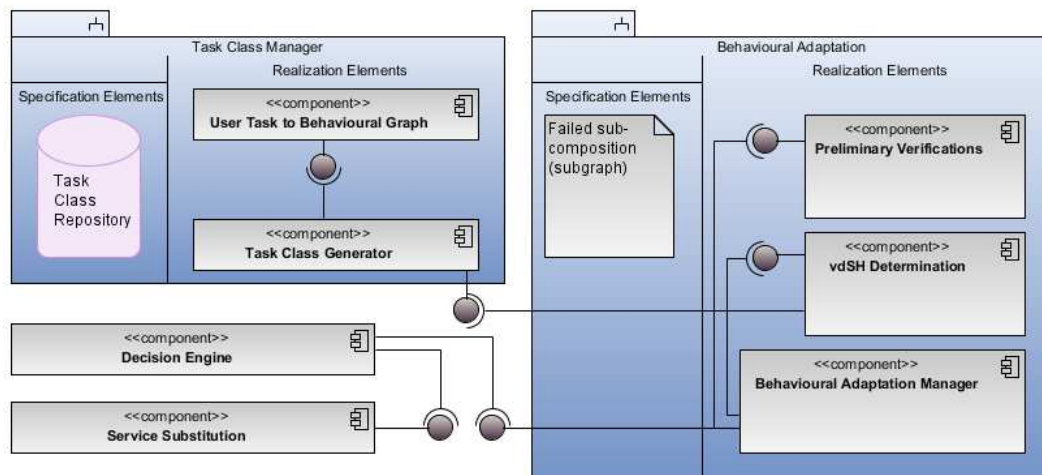 Task Class Manager
Specification Elements
Task
Class
Repository
Realization Elements
<<component>>
User Task to Behavioural Graph
<<component>>
Task Class Generator
<<component>>
Decision Engine
<<component>>
Service Substitution
Behavioural Adaptation
Specification Elements
Failed sub-
composition
(subgraph)
Realization Elements
<<component>>
Preliminary Verifications
<<component>>
vdSH Determination
<<component>>
Behavioural Adaptation Manager